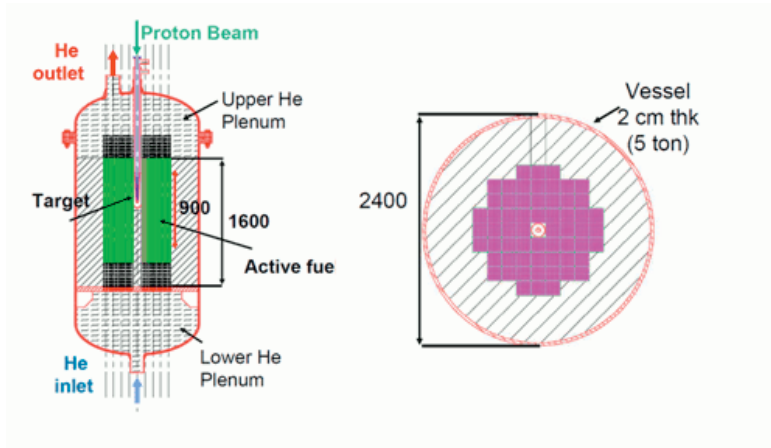 Proton Beam
He
outlet
Upper He
Plenum
Target
900
1600
Active fue
Lower He
Plenum
He
inlet
Vessel
2 cm thk
(5 ton)
2400